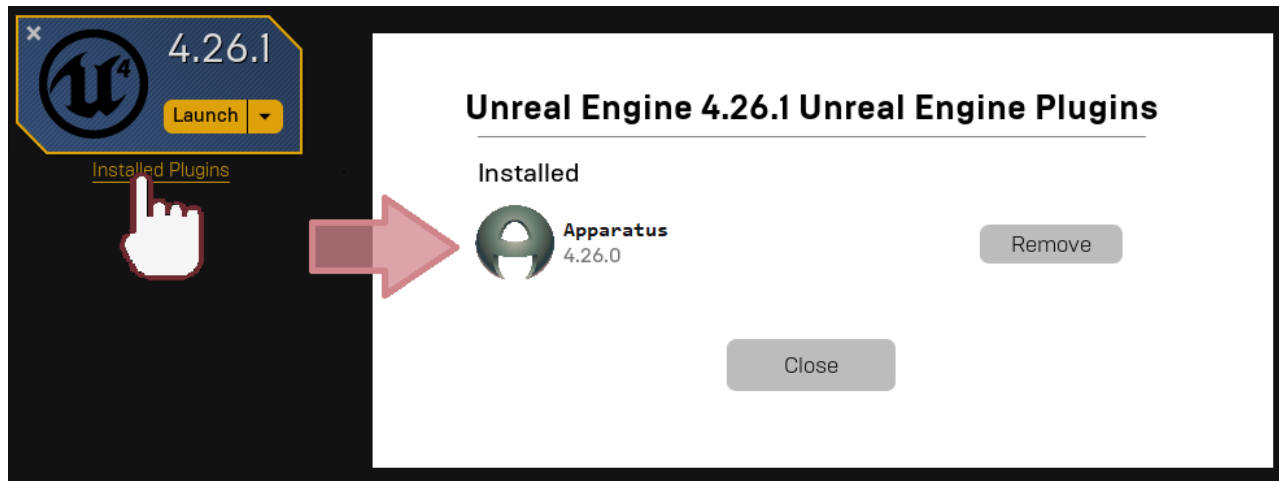 4.26.1
Launch
Installed Plugins
Unreal Engine 4.26.1 Unreal Engine Plugins
Installed
Apparatus
4.26.0
Remove
Close